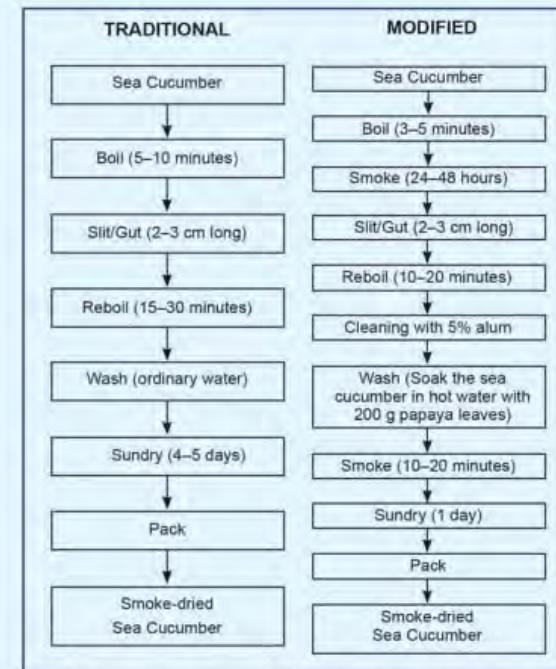 TRADITIONAL
Sea Cucumber
Boil (5–10 minutes)
Slit/Gut (2–3 cm long)
Reboil (15–30 minutes)
Wash (ordinary water)
Sundry (4–5 days)
Pack
Smoke-dried
Sea Cucumber
MODIFIED
Sea Cucumber
Boil (3–5 minutes)
Smoke (24–48 hours)
Slit/Gut (2–3 cm long)
Reboil (10–20 minutes)
Cleaning with 5% alum
Wash (Soak the sea
cucumber in hot water with
200 g papaya leaves)
Smoke (10–20 minutes)
Sundry (1 day)
Pack
Smoke-dried
Sea Cucumber